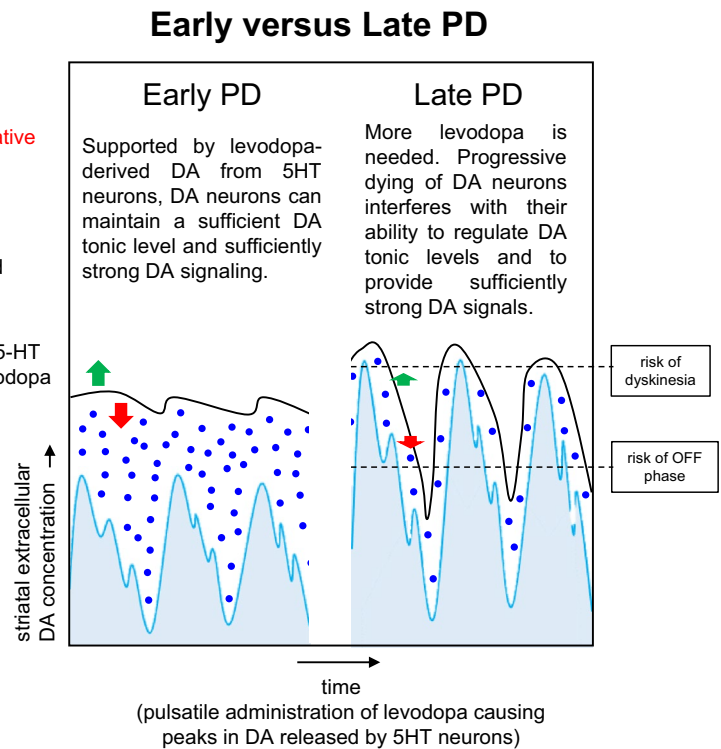 Early versus Late PD
Early PD
Supported by levodopa-
derived DA from 5HT
neurons, DA neurons can
maintain a sufficient DA
tonic level and sufficiently
strong DA signaling.
Late PD
More levodopa is
needed. Progressive
dying of DA neurons
interferes with their
ability to regulate DA
tonic levels and to
provide sufficiently
strong DA signals.
ative
5-HT
odopa
risk of
dyskinesia
risk of OFF
phase
striatal extracellular
DA concentration
time
(pulsatile administration of levodopa causing
peaks in DA released by 5HT neurons)